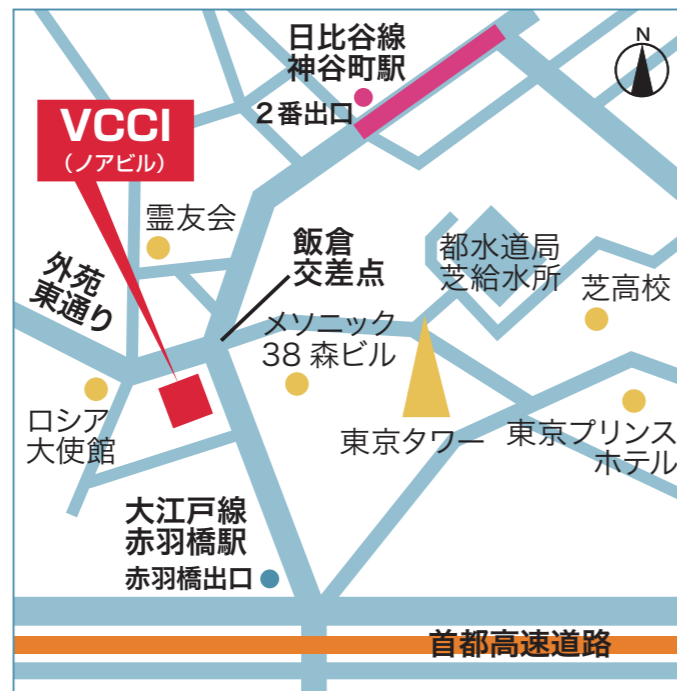 日比谷線
神谷町駅
２番出口
N
VCCI
（ノアビル）
霊友会
飯倉
交差点
外苑
東通り
都水道局
芝給水所
芝高校
メソニック
38 森ビル
ロシア
大使館
東京タワー
東京プリンス
ホテル
大江戸線
赤羽橋駅
赤羽橋出口
首都高速道路